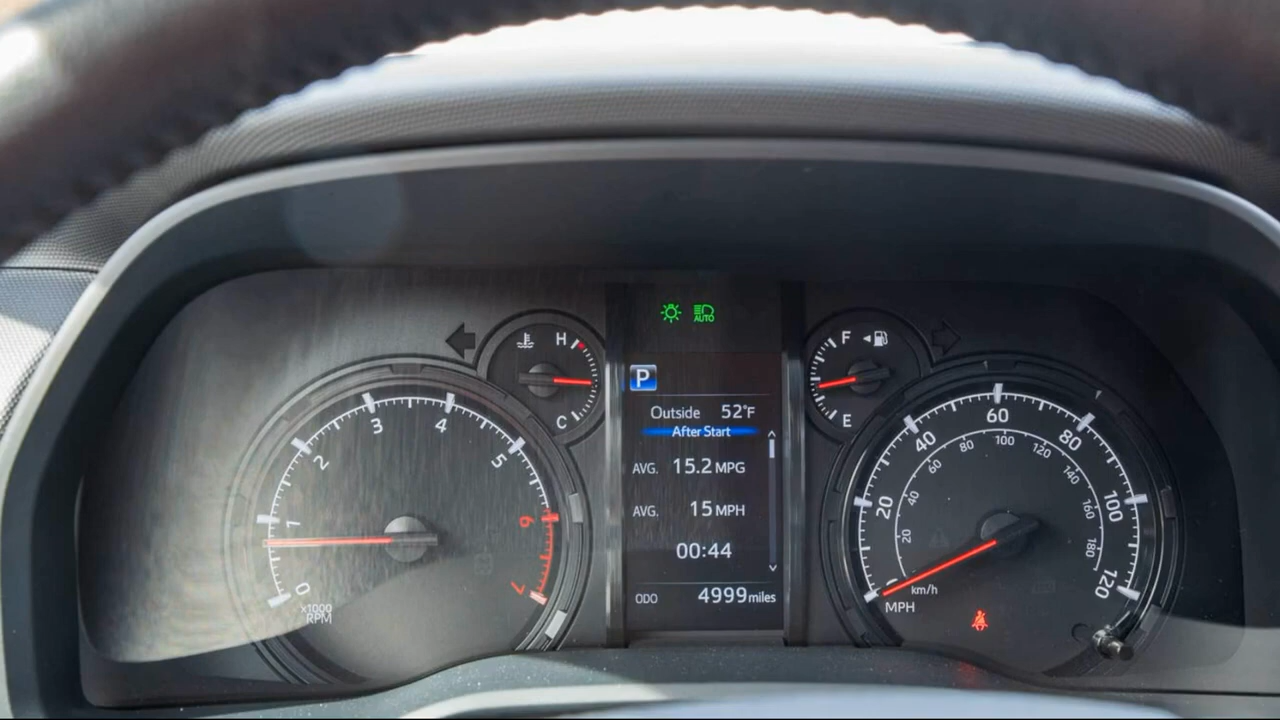 AUTO
P
Outside 52°F
After Start
AVG. 15.2 MPG
AVG. 15 MPH
00:44
ODO 4999 miles
H
C
0
1
2
3
4
5
6
7
x1000
RPM
F
E
0
20
40
60
80
100
120
MPH
20
40
60
80
100
120
140
160
180
km/h